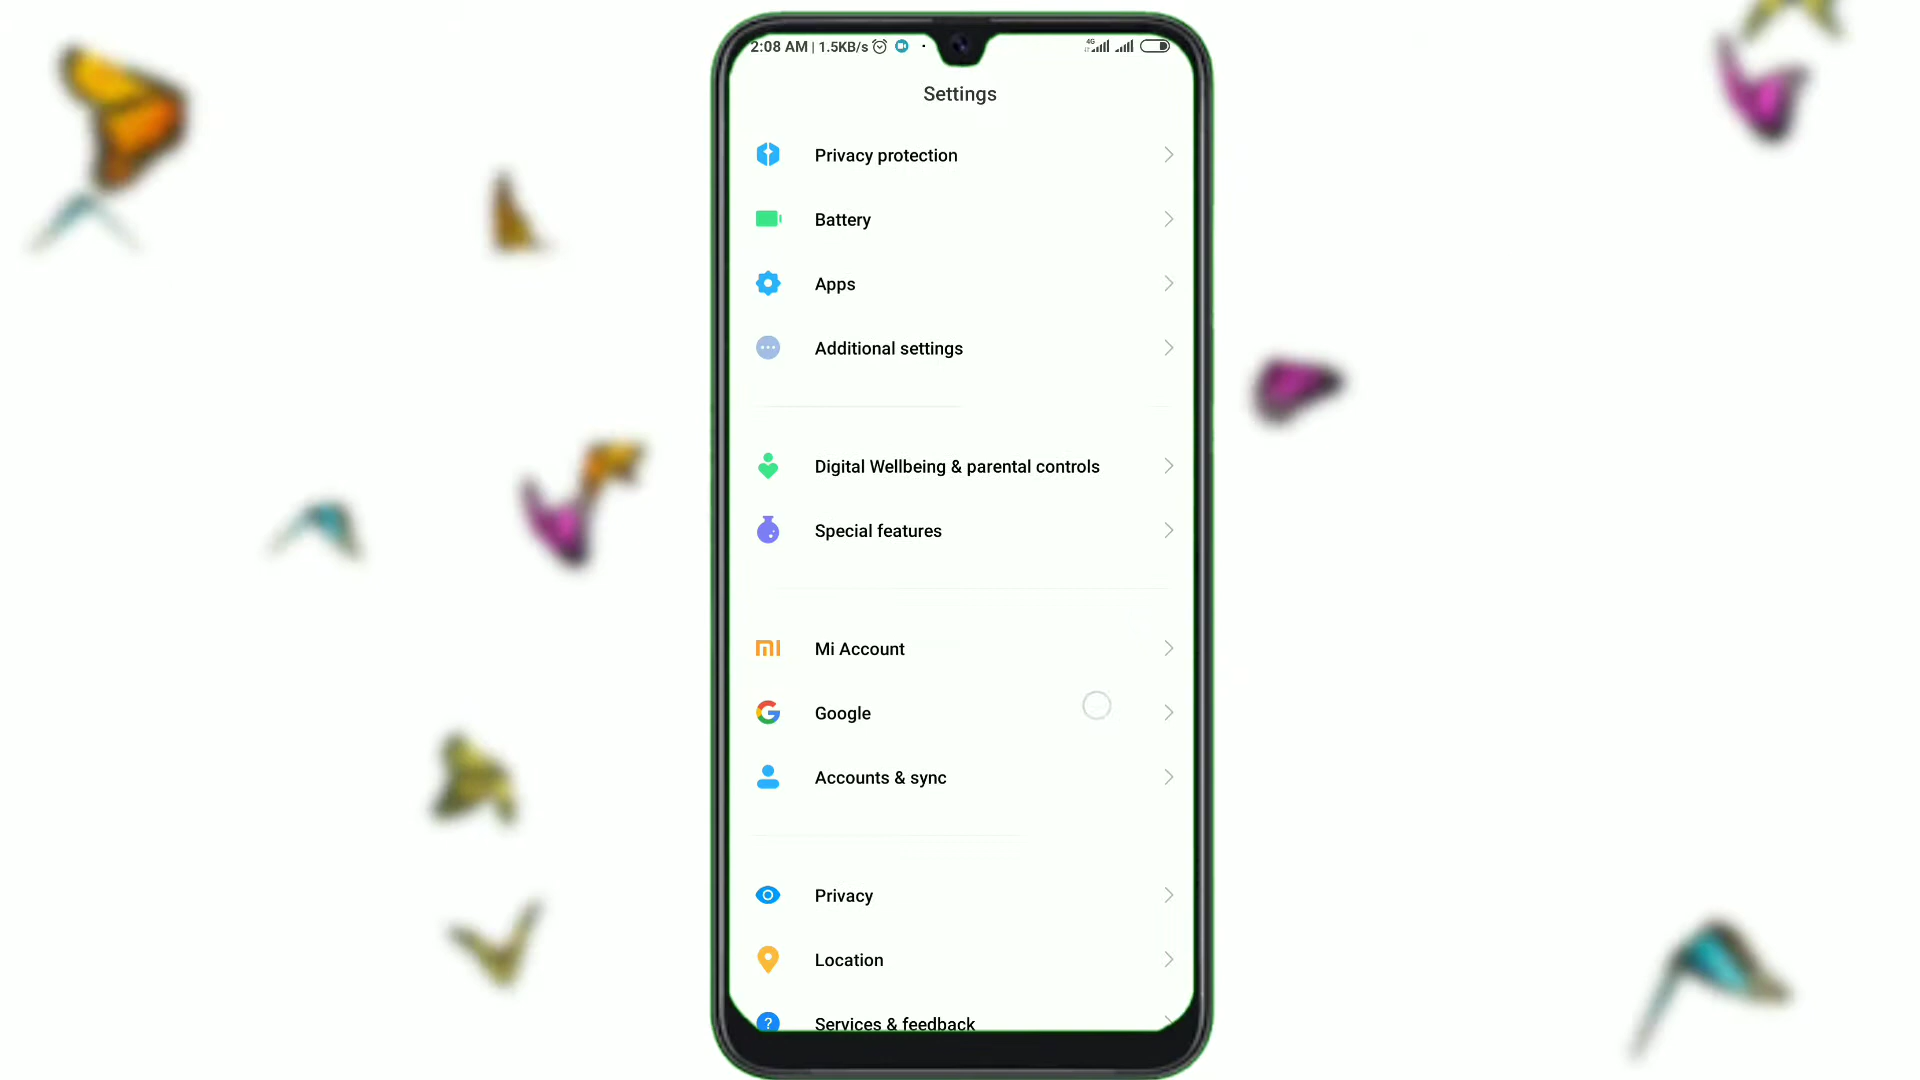 2:08 AM | 1.5KB/s
4G
Settings
Privacy protection
Battery
Apps
Additional settings
Digital Wellbeing & parental controls
Special features
Mi Account
Google
Accounts & sync
Privacy
Location
Services & feedback